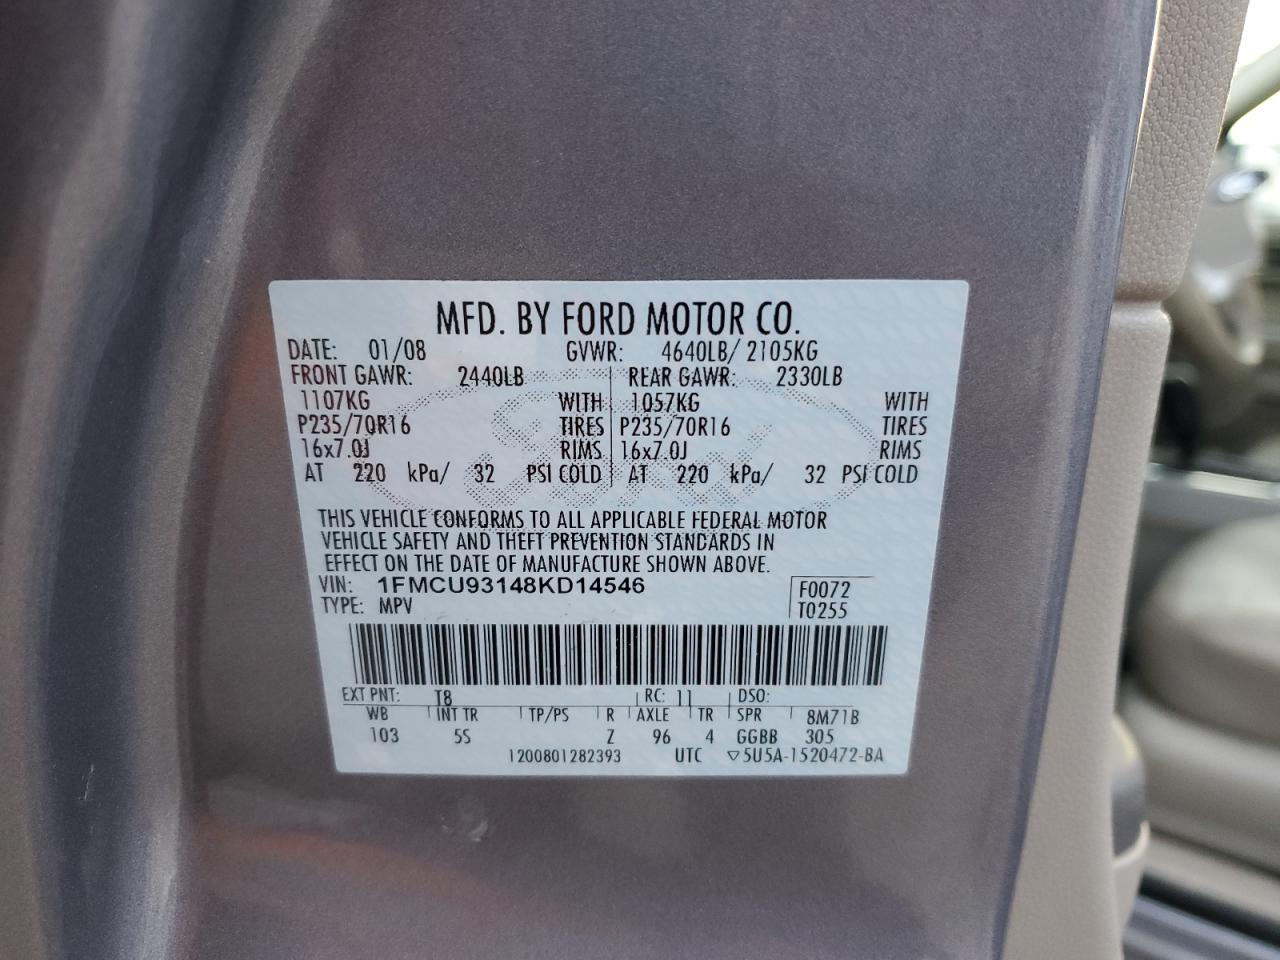 MFD. BY FORD MOTOR CO.
DATE: 01/08 GVWR: 4640LB/ 2105KG
FRONT GAWR: 2440LB REAR GAWR: 2330LB
1107KG WITH 1057KG WITH
P235/70R16 TIRES P235/70R16 TIRES
16x7.0J RIMS 16x7.0J RIMS
AT 220 kPa/ 32 PSI COLD AT 220 kPa/ 32 PSI COLD
THIS VEHICLE CONFORMS TO ALL APPLICABLE FEDERAL MOTOR
VEHICLE SAFETY AND THEFT PREVENTION STANDARDS IN
EFFECT ON THE DATE OF MANUFACTURE SHOWN ABOVE.
VIN: 1FMCU93148KD14546 F0072
TYPE: MPV T0255
EXT PNT: T8 RC: 11 DSO:
WB INT TR TP/PS R AXLE TR SPR 8M71B
103 5S Z 96 4 GGBB 305
1200801282393 UTC ▽5U5A-1520472-BA